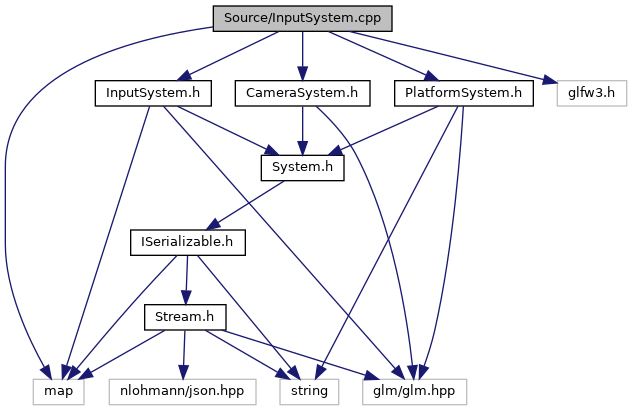 Source/InputSystem.cpp
InputSystem.h
CameraSystem.h
PlatformSystem.h
glfw3.h
System.h
ISerializable.h
Stream.h
map
nlohmann/json.hpp
string
glm/glm.hpp